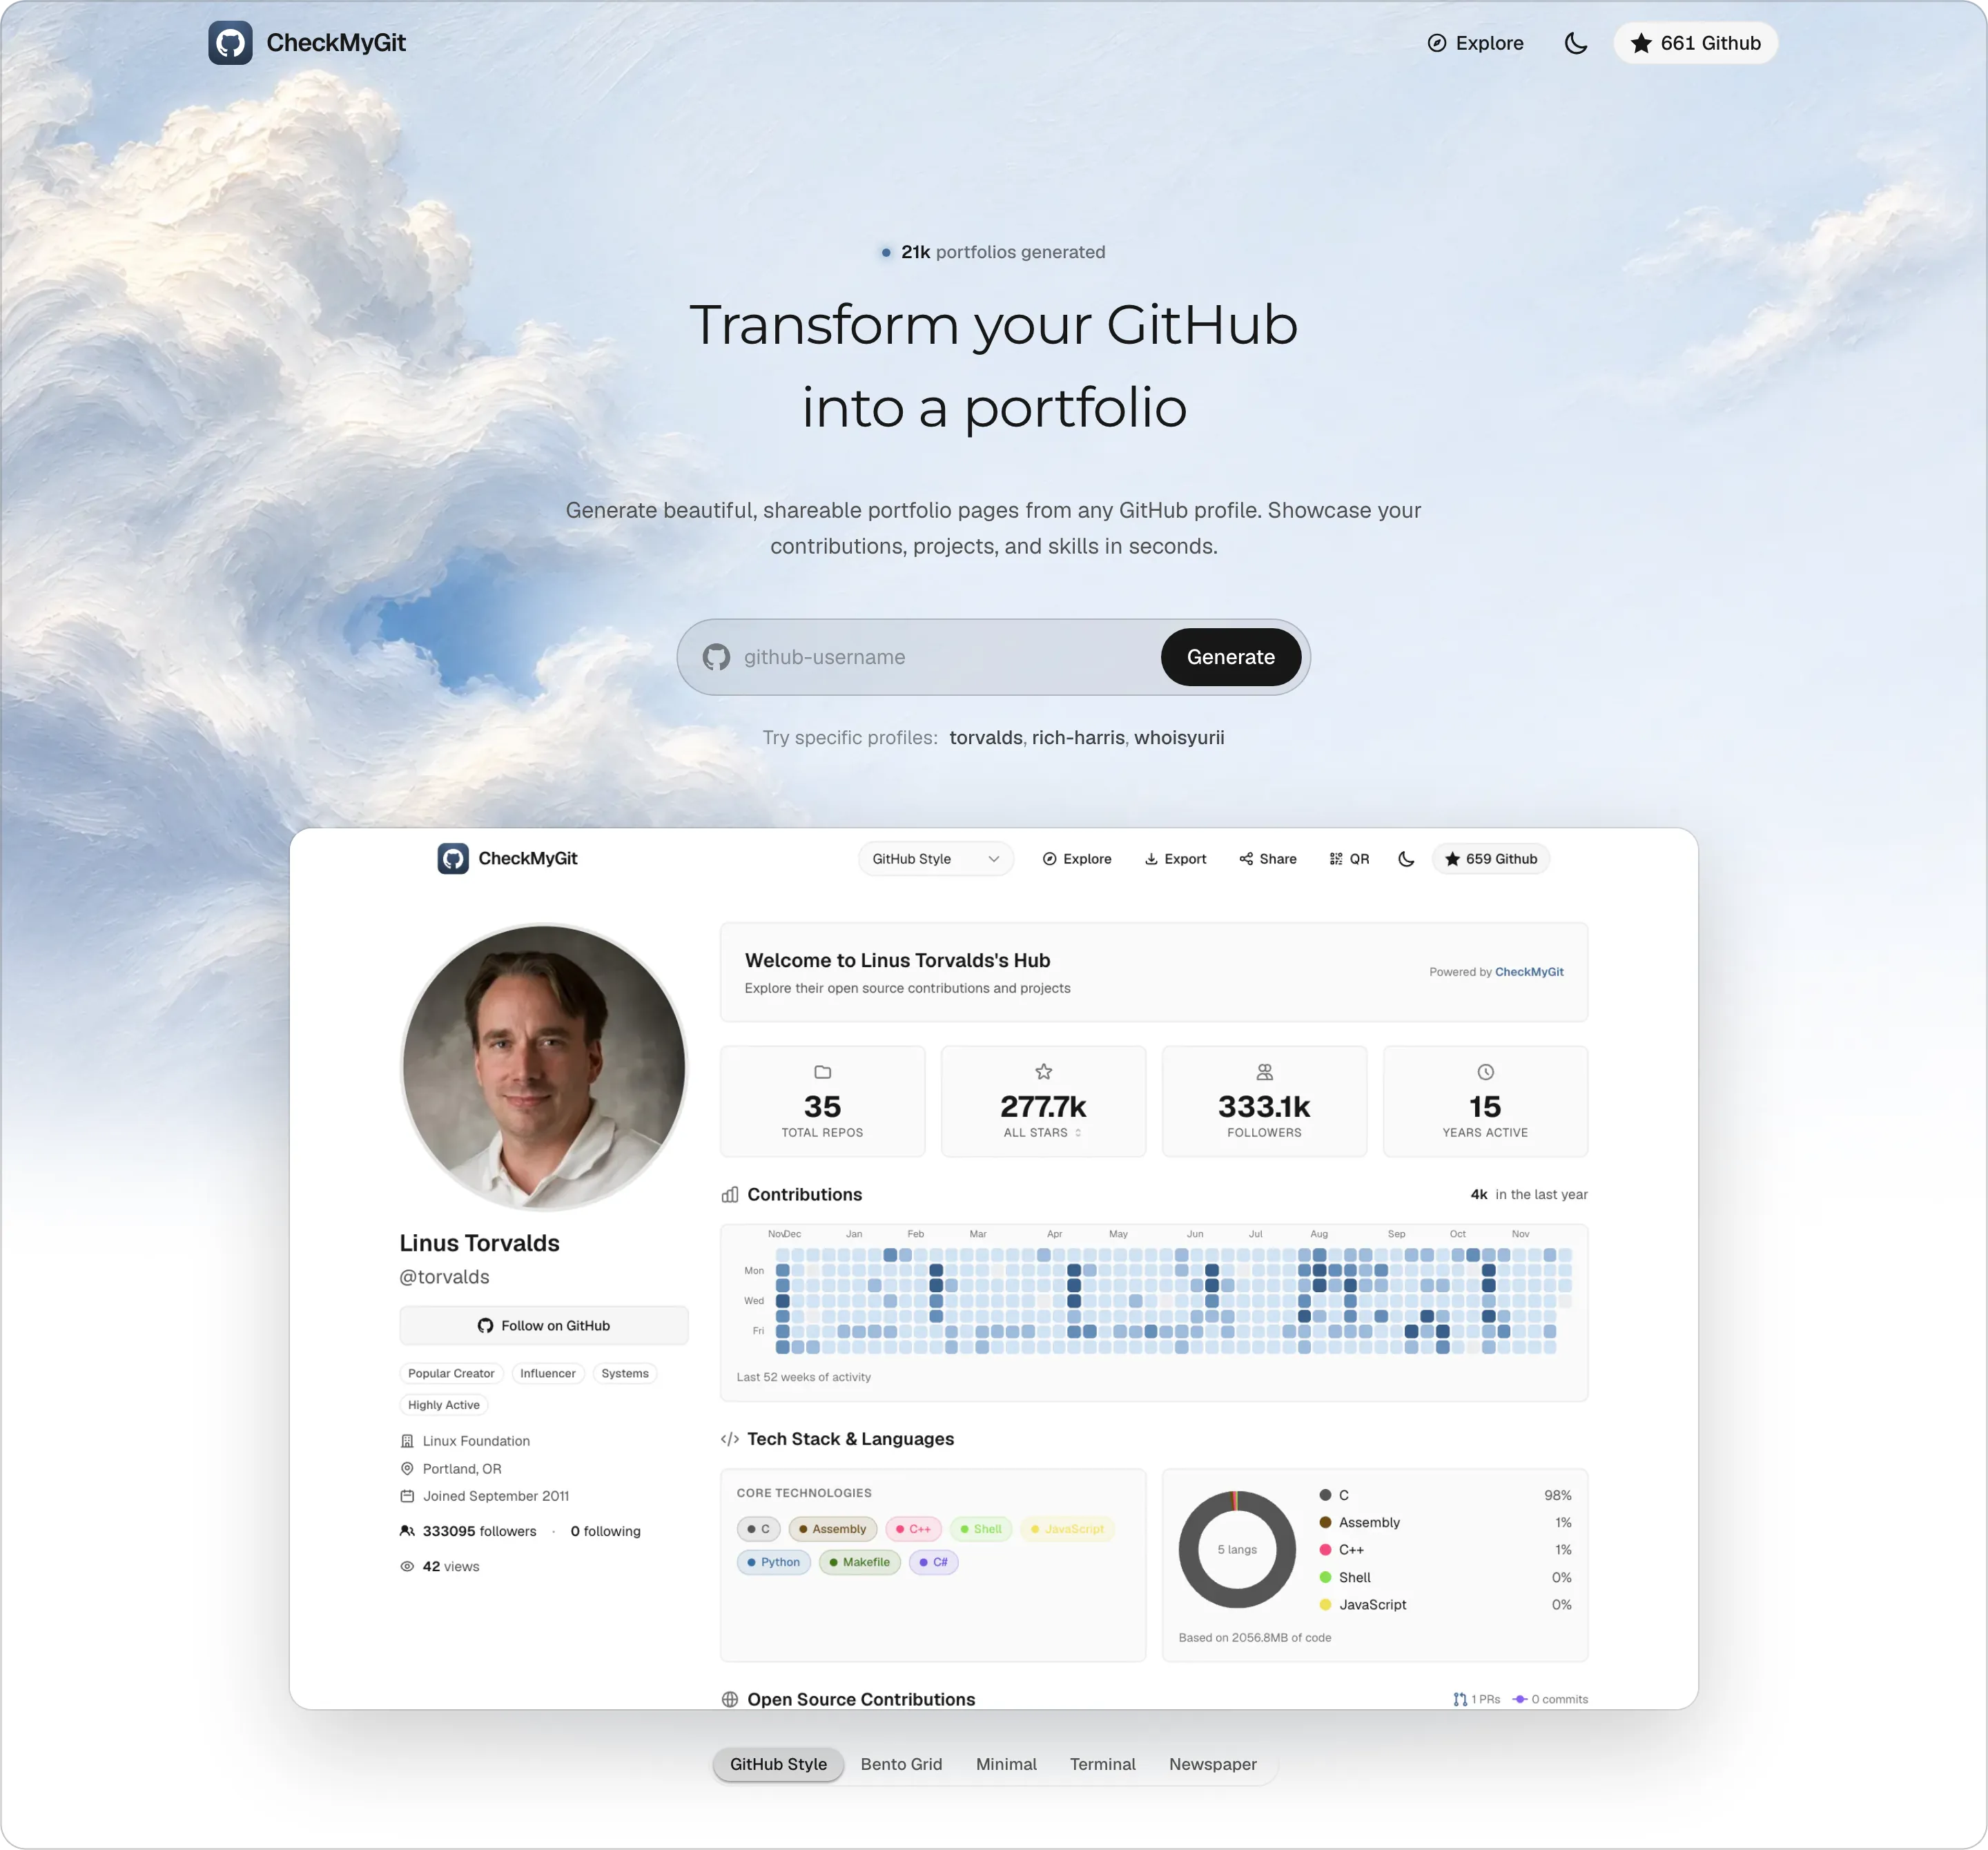 CheckMyGit
Explore
661 Github
21k portfolios generated
Transform your GitHub
into a portfolio
Generate beautiful, shareable portfolio pages from any GitHub profile. Showcase your
contributions, projects, and skills in seconds.
github-username
Generate
Try specific profiles: torvalds, rich-harris, whoisyurii
CheckMyGit
GitHub Style
Explore
Export
Share
QR
659 Github
Linus Torvalds
@torvalds
Follow on GitHub
Popular Creator Influencer Systems
Highly Active
Linux Foundation
Portland, OR
Joined September 2011
333095 followers · 0 following
42 views
Welcome to Linus Torvalds's Hub
Explore their open source contributions and projects
Powered by CheckMyGit
35
TOTAL REPOS
277.7k
ALL STARS
333.1k
FOLLOWERS
15
YEARS ACTIVE
Contributions
4k in the last year
Nov Dec Jan Feb Mar Apr May Jun Jul Aug Sep Oct Nov
Mon
Wed
Fri
Last 52 weeks of activity
Tech Stack & Languages
CORE TECHNOLOGIES
C Assembly C++ Shell JavaScript
Python Makefile C#
5 langs
C 98%
Assembly 1%
C++ 1%
Shell 0%
JavaScript 0%
Based on 2056.8MB of code
Open Source Contributions
1 PRs 0 commits
GitHub Style Bento Grid Minimal Terminal Newspaper